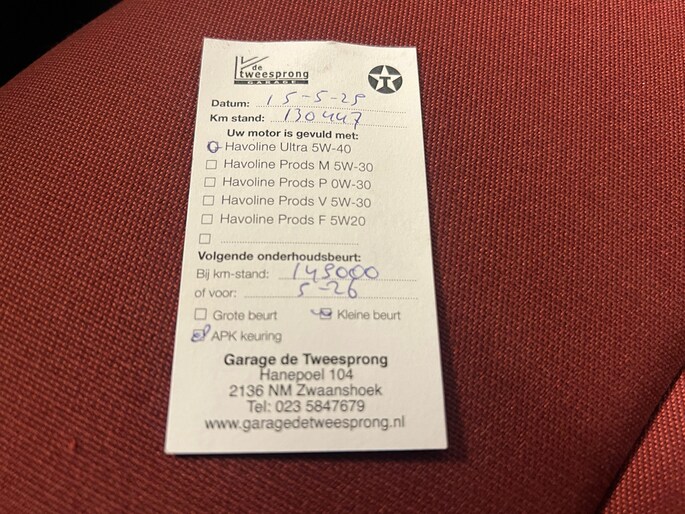 de
tweesprong
GARAGE
T
Datum: 15-5-25
Km stand: 130447
Uw motor is gevuld met:
Havoline Ultra 5W-40
Havoline Prods M 5W-30
Havoline Prods P 0W-30
Havoline Prods V 5W-30
Havoline Prods F 5W20
Volgende onderhoudsbeurt:
Bij km-stand: 145000
of voor: 5-26
Grote beurt Kleine beurt
APK keuring
Garage de Tweesprong
Hanepoel 104
2136 NM Zwaanshoek
Tel: 023 5847679
www.garagedetweesprong.nl